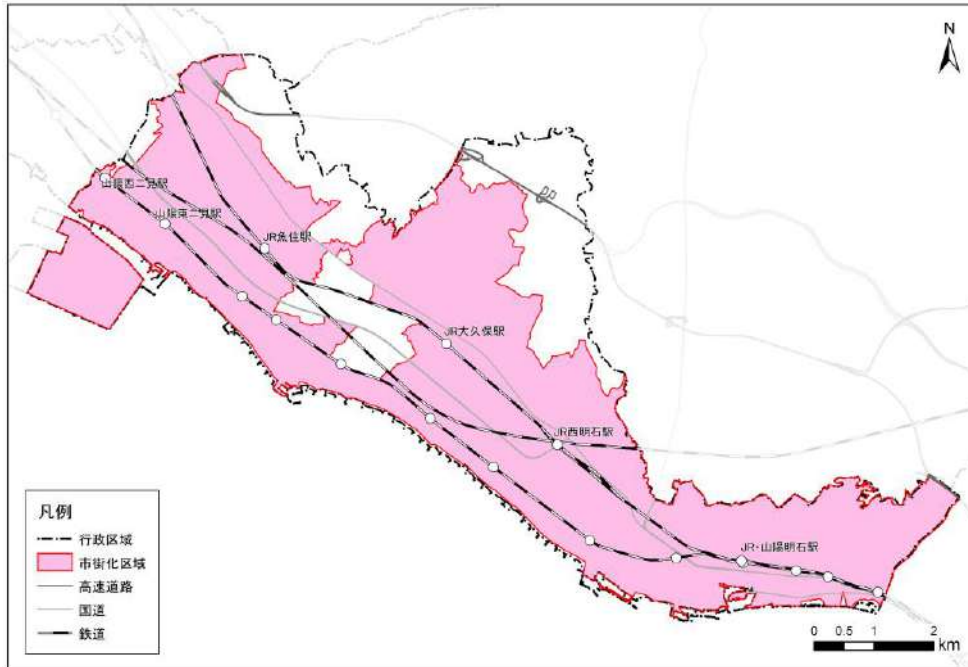 N
山陽西二見駅
山陽東二見駅
JR魚住駅
JR大久保駅
JR西明石駅
JR・山陽明石駅
凡例
行政区域
市街化区域
高速道路
国道
鉄道
0 0.5 1 2
km